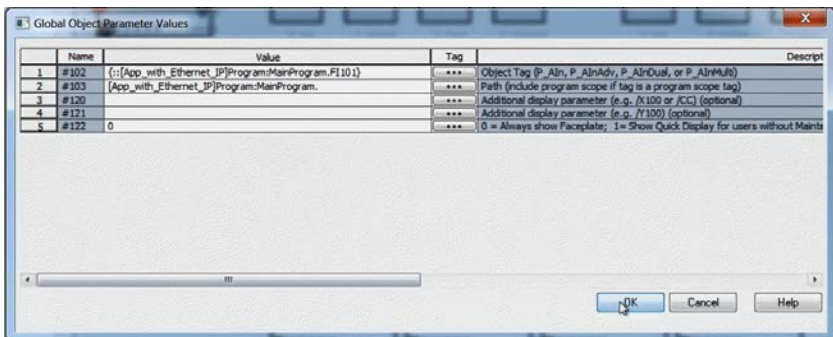 Global Object Parameter Values
Name Value Tag Descript
1 #102 {::[App_with_Ethernet_IP]Program:MainProgram.FI101} ... Object Tag (P_AIn, P_AInAdv, P_AInDual, or P_AInMulti)
2 #103 [App_with_Ethernet_IP]Program:MainProgram. ... Path (include program scope if tag is a program scope tag)
3 #120 ... Additional display parameter (e.g. /X100 or /CC) (optional)
4 #121 ... Additional display parameter (e.g. /Y100) (optional)
5 #122 0 ... 0 = Always show Faceplate; 1= Show Quick Display for users without Mainte
OK Cancel Help